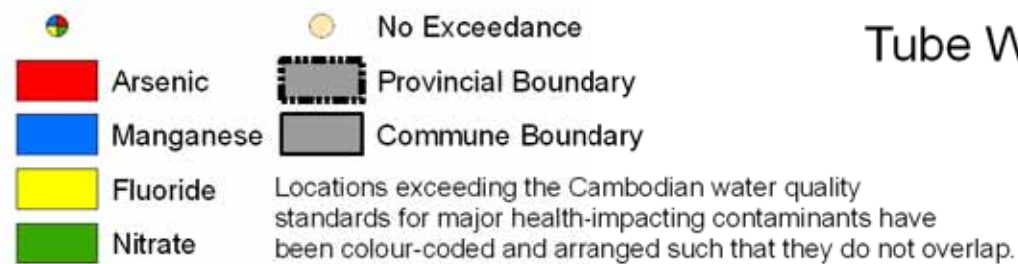 No Exceedance
Tube W
Arsenic
Provincial Boundary
Manganese
Commune Boundary
Fluoride
Nitrate
Locations exceeding the Cambodian water quality
standards for major health-impacting contaminants have
been colour-coded and arranged such that they do not overlap.